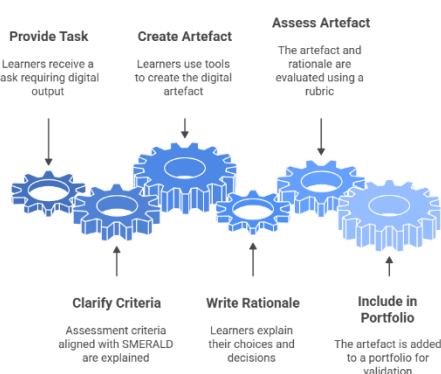 Provide Task
Learners receive a
task requiring digital
output
Create Artefact
Learners use tools
to create the digital
artefact
Assess Artefact
The artefact and
rationale are
evaluated using a
rubric
Clarify Criteria
Assessment criteria
aligned with SMERALD
are explained
Write Rationale
Learners explain
their choices and
decisions
Include in
Portfolio
The artefact is added
to a portfolio for
validation